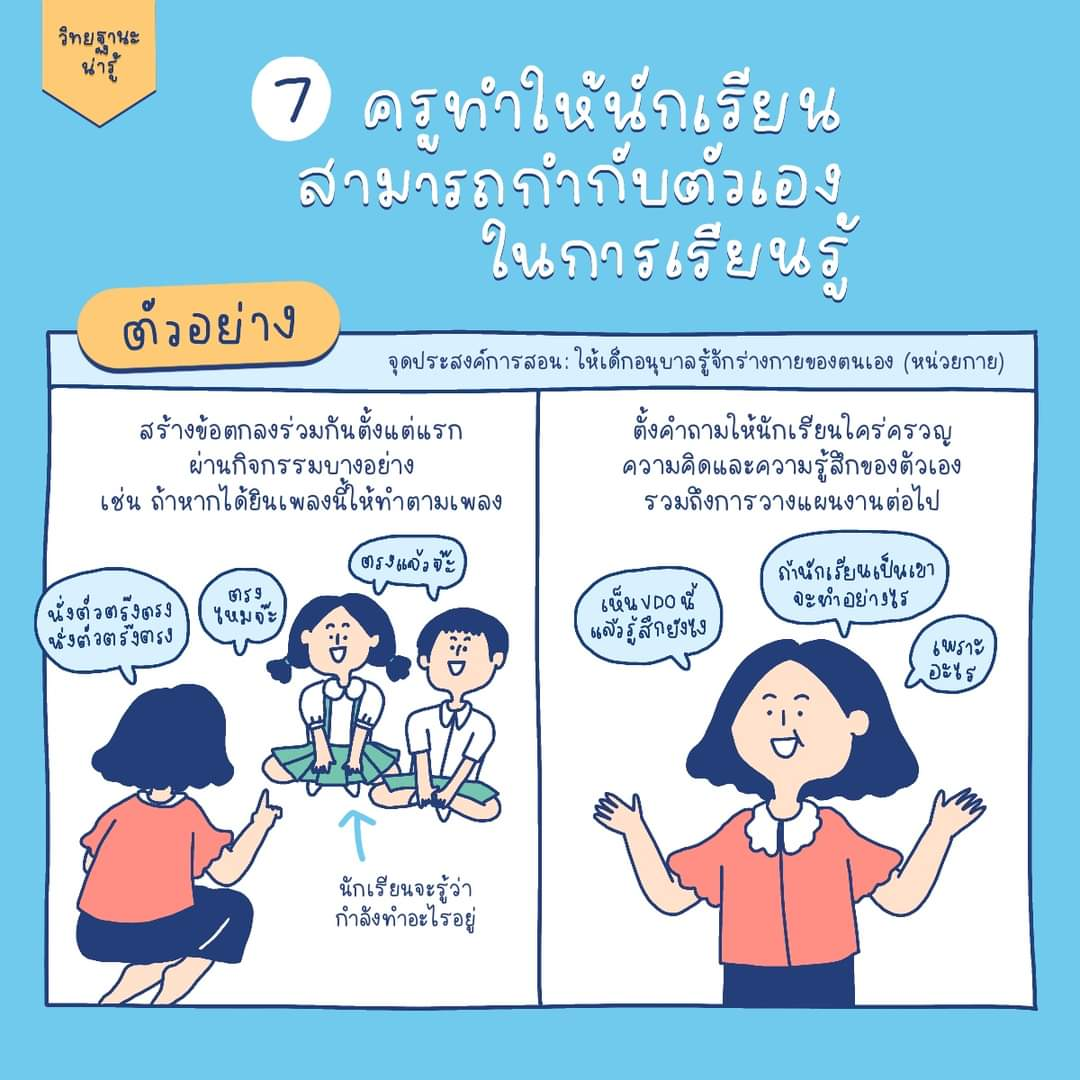 วิทยฐานะ
น่ารู้
7 ครูทำให้นักเรียน
สามารถกำกับตัวเอง
ในการเรียนรู้
ตัวอย่าง
จุดประสงค์การสอน: ให้เด็กอนุบาลรู้จักร่างกายของตนเอง (หน่วยกาย)
สร้างข้อตกลงร่วมกันตั้งแต่แรก
ผ่านกิจกรรมบางอย่าง
เช่น ถ้าหากได้ยินเพลงนี้ให้ทำตามเพลง
นั่งตัวตรงตรง
นั่งตัวตรงตรง
ตรง
ไหมจ๊ะ
ตรงแล้วจ๊ะ
นักเรียนจะรู้ว่า
กำลังทำอะไรอยู่
ตั้งคำถามให้นักเรียนใคร่ครวญ
ความคิดและความรู้สึกของตัวเอง
รวมถึงการวางแผนงานต่อไป
เห็น VDO นี้
แล้วรู้สึกยังไง
ถ้านักเรียนเป็นเขา
จะทำอย่างไร
เพราะ
อะไร